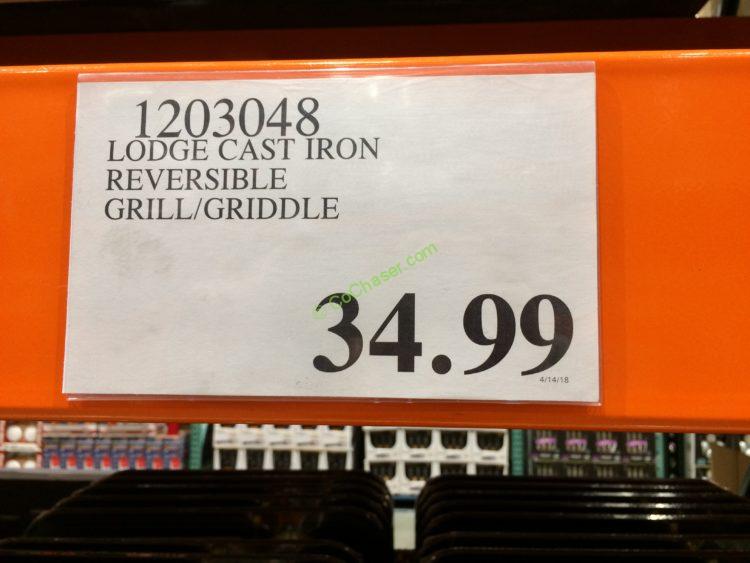 1203048
LODGE CAST IRON
REVERSIBLE
GRILL/GRIDDLE
© CoChaser.com
34.99
4/14/18